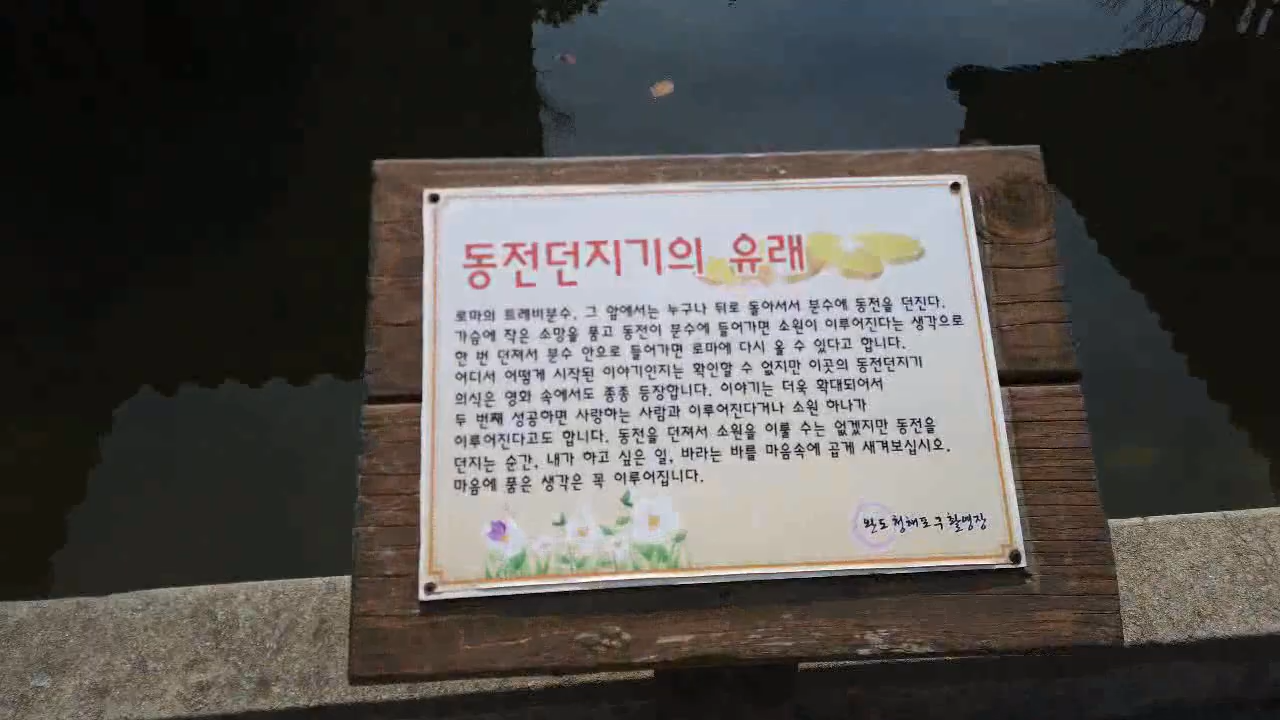 동전던지기의 유래
로마의 트레비분수, 그 앞에서는 누구나 뒤로 돌아서서 분수에 동전을 던진다.
가슴에 작은 소망을 품고 동전이 분수에 들어가면 소원이 이루어진다는 생각으로
한 번 던져서 분수 안으로 들어가면 로마에 다시 올 수 있다고 합니다.
어디서 어떻게 시작된 이야기인지는 확인할 수 없지만 이곳의 동전던지기
의식은 영화 속에서도 종종 등장합니다. 이야기는 더욱 확대되어서
두 번째 성공하면 사랑하는 사람과 이루어진다거나 소원 하나가
이루어진다고도 합니다. 동전을 던져서 소원을 이룰 수는 없겠지만 동전을
던지는 순간, 내가 하고 싶은 일, 바라는 바를 마음속에 곱게 새겨보십시오.
마음에 품은 생각은 꼭 이루어집니다.
완도 청해포구촬영장